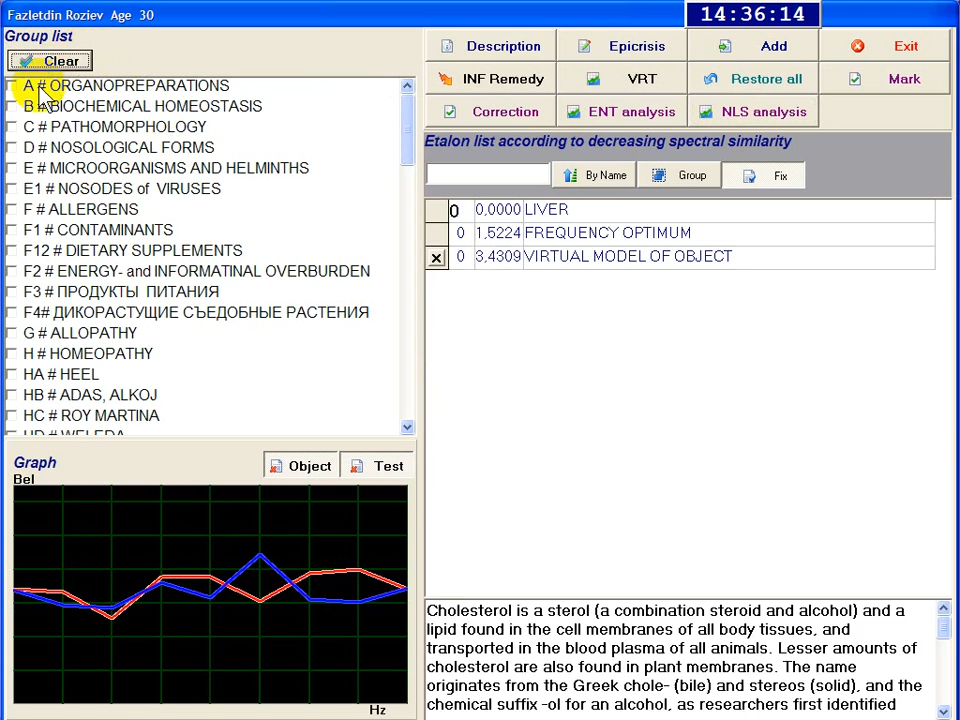 Fazletdin Roziev Age 30
14:36:14
Group list
Clear
A # ORGANOPREPARATIONS
B # BIOCHEMICAL HOMEOSTASIS
C # PATHOMORPHOLOGY
D # NOSOLOGICAL FORMS
E # MICROORGANISMS AND HELMINTHS
E1 # NOSODES of VIRUSES
F # ALLERGENS
F1 # CONTAMINANTS
F12 # DIETARY SUPPLEMENTS
F2 # ENERGY- and INFORMATINAL OVERBURDEN
F3 # ПРОДУКТЫ ПИТАНИЯ
F4# ДИКОРАСТУЩИЕ СЪЕДОБНЫЕ РАСТЕНИЯ
G # ALLOPATHY
H # HOMEOPATHY
HA # HEEL
HB # ADAS, ALKOJ
HC # ROY MARTINA
HD # WELEDA
Graph
Object
Test
Bel
Hz
Description
Epicrisis
Add
Exit
INF Remedy
VRT
Restore all
Mark
Correction
ENT analysis
NLS analysis
Etalon list according to decreasing spectral similarity
By Name
Group
Fix
0 0,0000 LIVER
0 1,5224 FREQUENCY OPTIMUM
x 0 3,4309 VIRTUAL MODEL OF OBJECT
Cholesterol is a sterol (a combination steroid and alcohol) and a
lipid found in the cell membranes of all body tissues, and
transported in the blood plasma of all animals. Lesser amounts of
cholesterol are also found in plant membranes. The name
originates from the Greek chole- (bile) and stereos (solid), and the
chemical suffix -ol for an alcohol, as researchers first identified